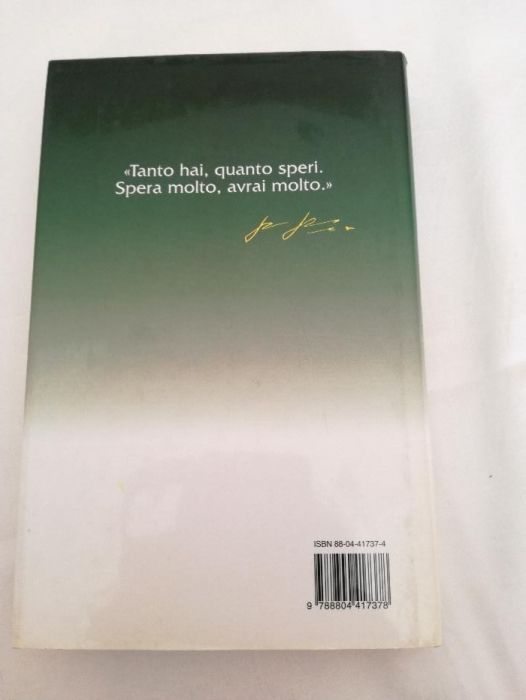 «Tanto hai, quanto speri.
Spera molto, avrai molto.»
ISBN 88-04-41737-4
9 788804 417378